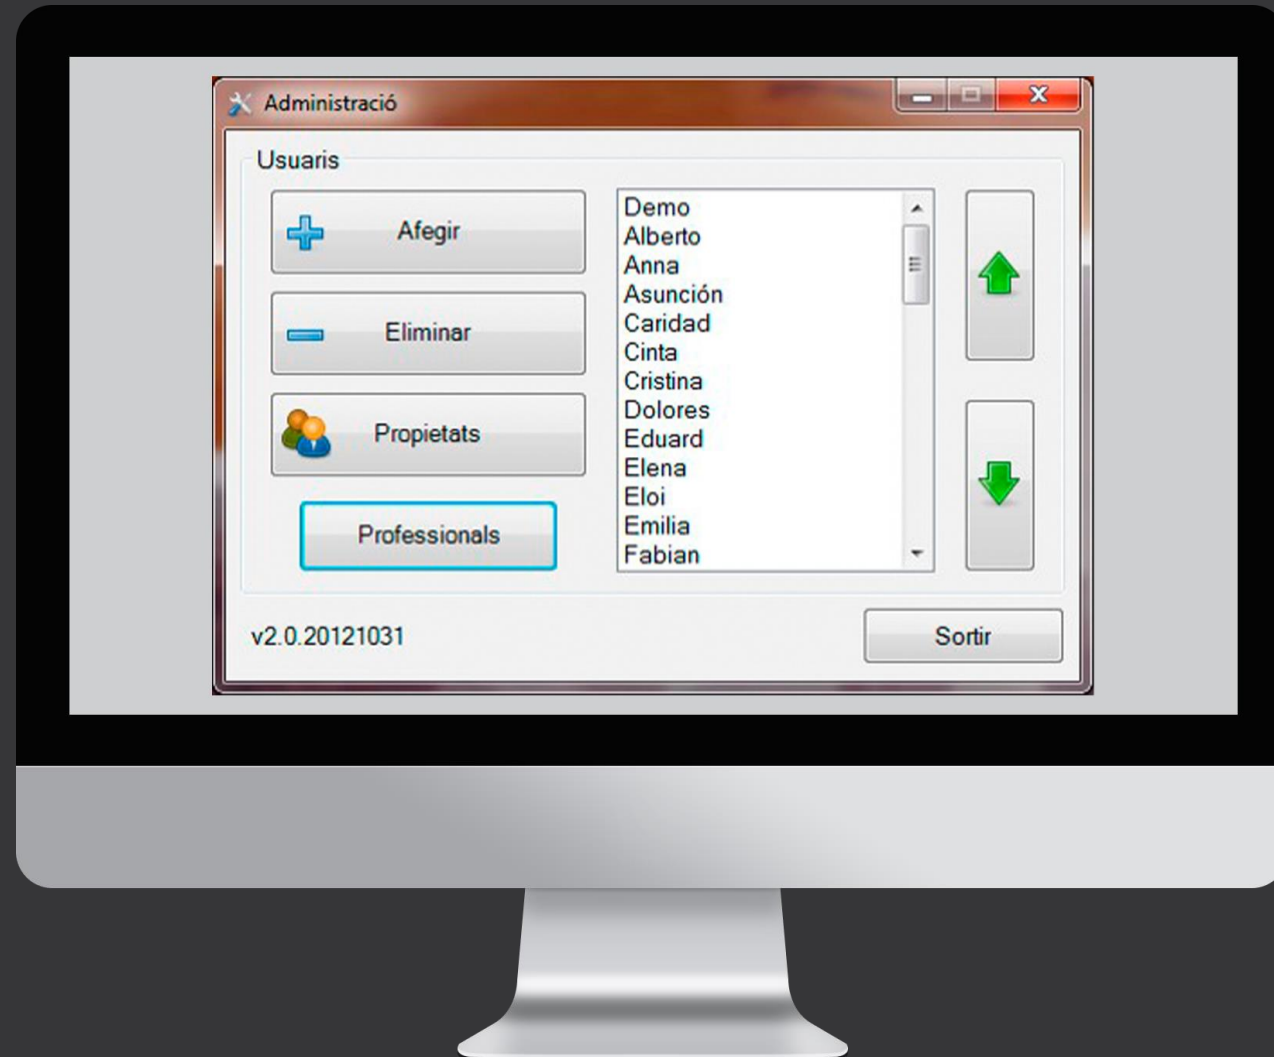 Administració
Usuaris
Afegir
Eliminar
Propietats
Professionals
Demo
Alberto
Anna
Asunción
Caridad
Cinta
Cristina
Dolores
Eduard
Elena
Eloi
Emilia
Fabian
v2.0.20121031
Sortir